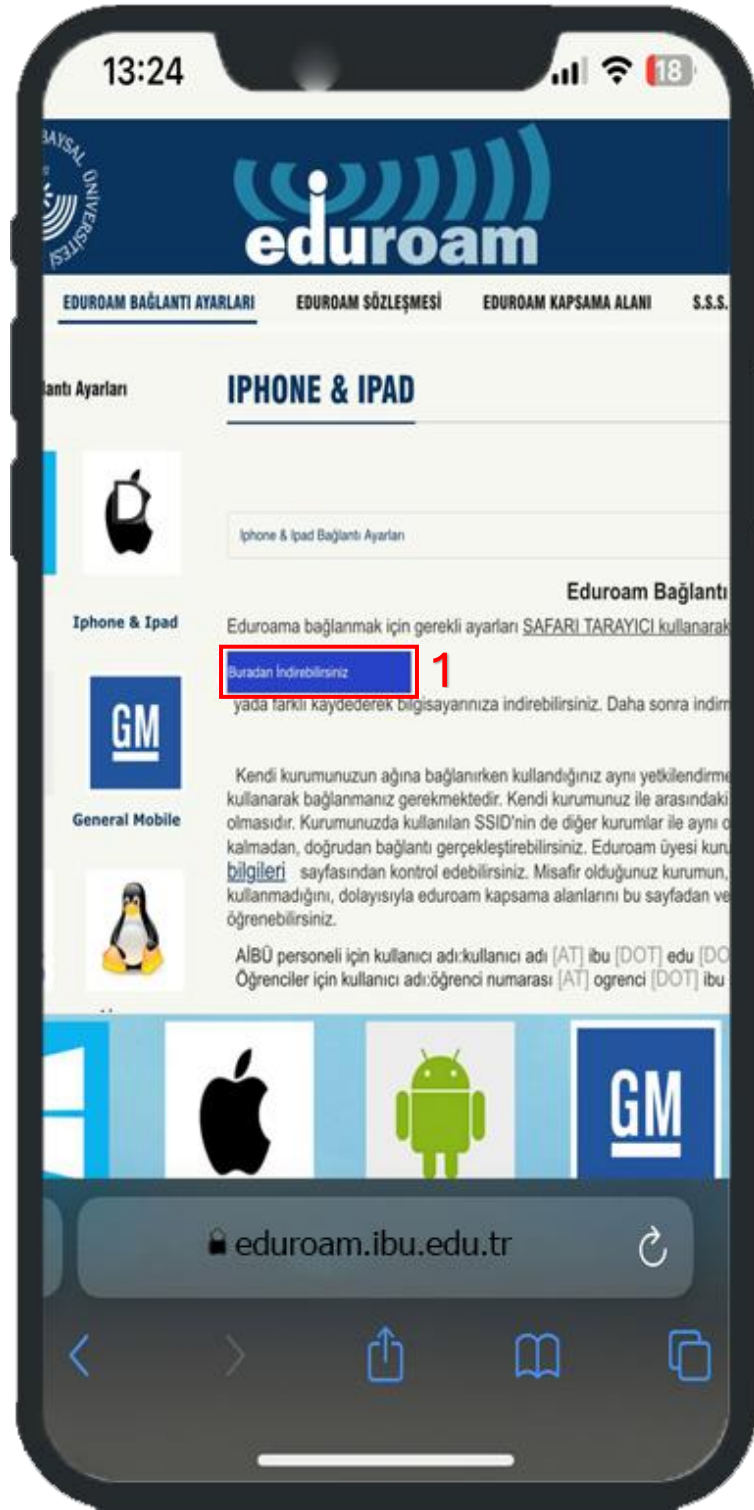 13:24
18
BAYSAL ÜNİVERSİTESİ
eduroam
EDUROAM BAĞLANTI AYARLARI
EDUROAM SÖZLEŞMESİ
EDUROAM KAPSAMA ALANI
S.S.S.
lantı Ayarları
IPHONE & IPAD
Iphone & Ipad Bağlantı Ayarları
Eduroam Bağlantı
Iphone & Ipad
Eduroama bağlanmak için gerekli ayarları SAFARI TARAYICI kullanarak
Buradan İndirebilirsiniz
1
yada farklı kaydederek bilgisayarınıza indirebilirsiniz. Daha sonra indirm
GM
General Mobile
Kendi kurumunuzun ağına bağlanırken kullandığınız aynı yetkilendirme
kullanarak bağlanmanız gerekmektedir. Kendi kurumunuz ile arasındaki
olmasıdır. Kurumunuzda kullanılan SSID'nin de diğer kurumlar ile aynı o
kalmadan, doğrudan bağlantı gerçekleştirebilirsiniz. Eduroam üyesi kuru
bilgileri sayfasından kontrol edebilirsiniz. Misafir olduğunuz kurumun,
kullanmadığını, dolayısıyla eduroam kapsama alanlarını bu sayfadan ve
öğrenebilirsiniz.
AİBÜ personeli için kullanıcı adı:kullanıcı adı [AT] ibu [DOT] edu [DO
Öğrenciler için kullanıcı adı:öğrenci numarası [AT] ogrenci [DOT] ibu
GM
eduroam.ibu.edu.tr